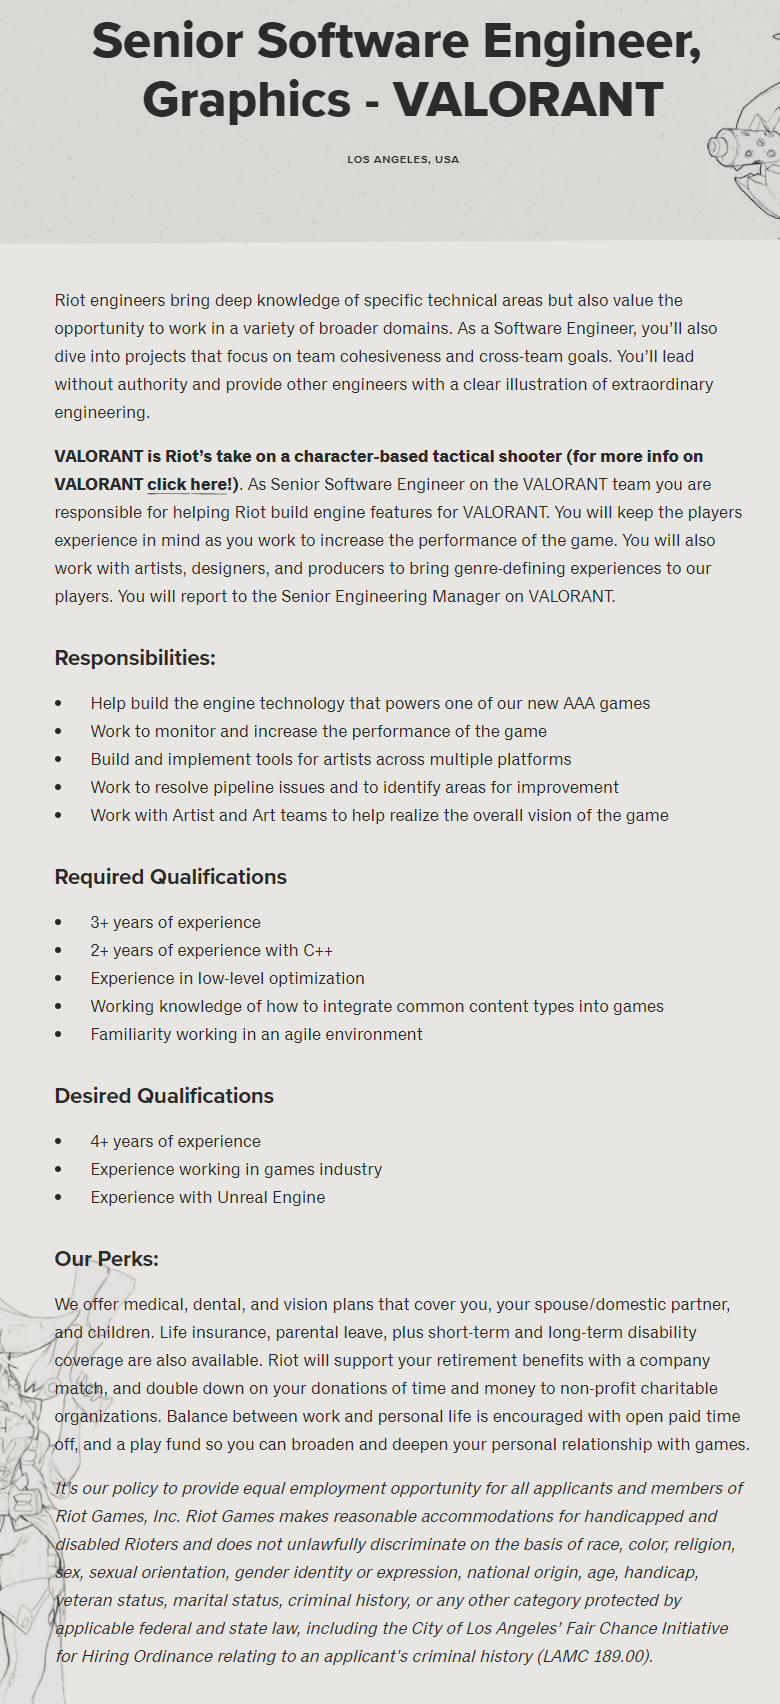 Senior Software Engineer,
Graphics - VALORANT
LOS ANGELES, USA
Riot engineers bring deep knowledge of specific technical areas but also value the
opportunity to work in a variety of broader domains. As a Software Engineer, you’ll also
dive into projects that focus on team cohesiveness and cross-team goals. You’ll lead
without authority and provide other engineers with a clear illustration of extraordinary
engineering.
VALORANT is Riot’s take on a character-based tactical shooter (for more info on
VALORANT click here!). As Senior Software Engineer on the VALORANT team you are
responsible for helping Riot build engine features for VALORANT. You will keep the players
experience in mind as you work to increase the performance of the game. You will also
work with artists, designers, and producers to bring genre-defining experiences to our
players. You will report to the Senior Engineering Manager on VALORANT.
Responsibilities:
• Help build the engine technology that powers one of our new AAA games
• Work to monitor and increase the performance of the game
• Build and implement tools for artists across multiple platforms
• Work to resolve pipeline issues and to identify areas for improvement
• Work with Artist and Art teams to help realize the overall vision of the game
Required Qualifications
• 3+ years of experience
• 2+ years of experience with C++
• Experience in low-level optimization
• Working knowledge of how to integrate common content types into games
• Familiarity working in an agile environment
Desired Qualifications
• 4+ years of experience
• Experience working in games industry
• Experience with Unreal Engine
Our Perks:
We offer medical, dental, and vision plans that cover you, your spouse/domestic partner,
and children. Life insurance, parental leave, plus short-term and long-term disability
coverage are also available. Riot will support your retirement benefits with a company
match, and double down on your donations of time and money to non-profit charitable
organizations. Balance between work and personal life is encouraged with open paid time
off, and a play fund so you can broaden and deepen your personal relationship with games.
It’s our policy to provide equal employment opportunity for all applicants and members of
Riot Games, Inc. Riot Games makes reasonable accommodations for handicapped and
disabled Rioters and does not unlawfully discriminate on the basis of race, color, religion,
sex, sexual orientation, gender identity or expression, national origin, age, handicap,
veteran status, marital status, criminal history, or any other category protected by
applicable federal and state law, including the City of Los Angeles’ Fair Chance Initiative
for Hiring Ordinance relating to an applicant’s criminal history (LAMC 189.00).